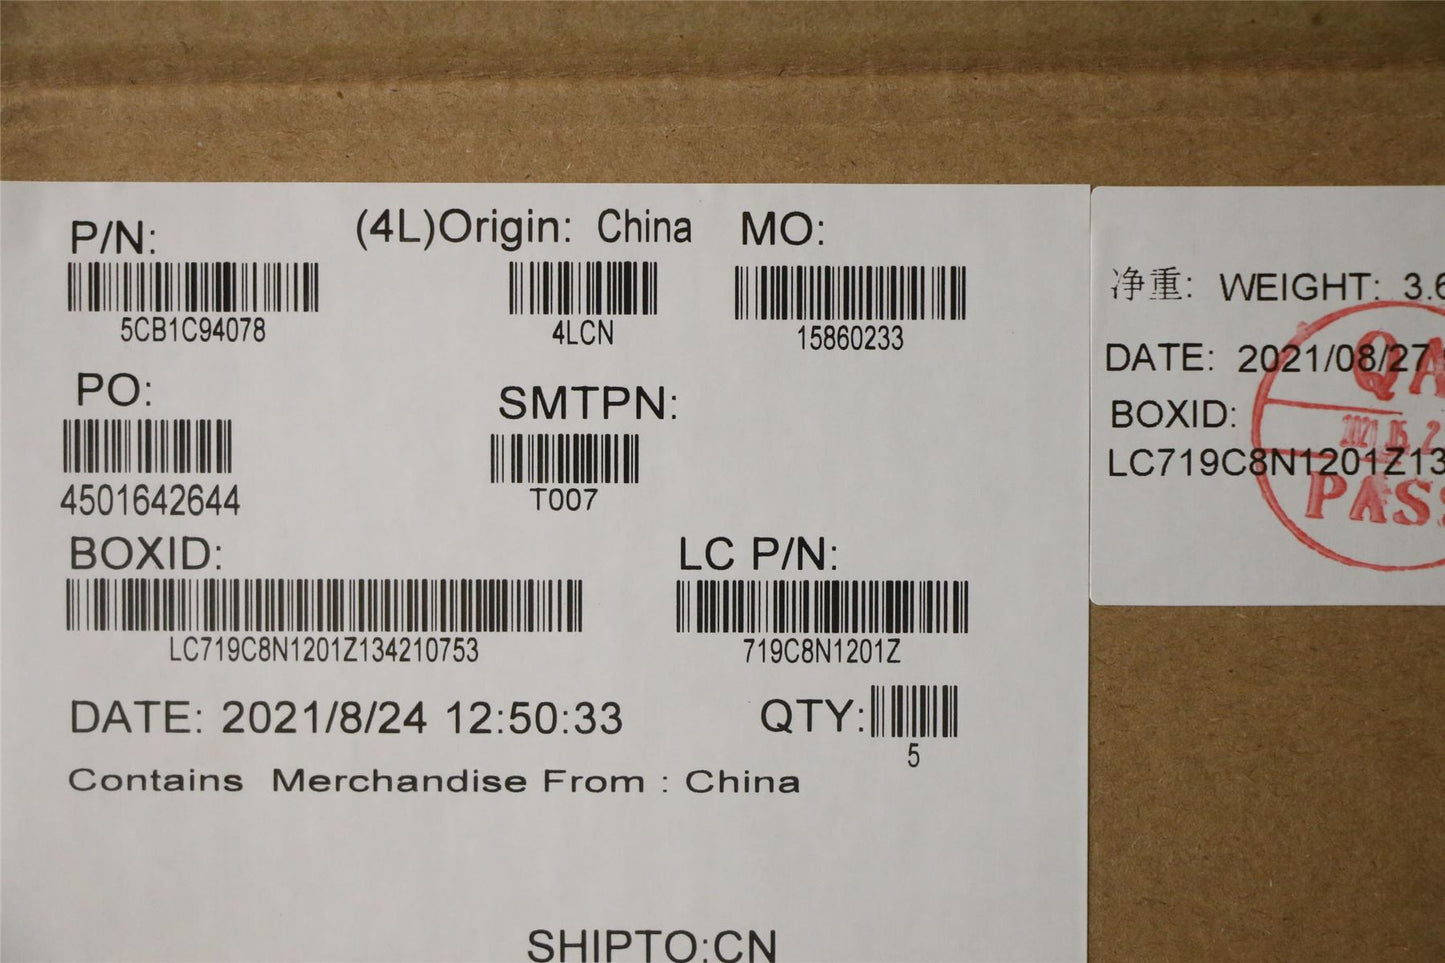 P/N:
(4L)Origin: China
MO:
5CB1C94078
4LCN
15860233
PO:
SMTPN:
4501642644
T007
BOXID:
LC P/N:
LC719C8N1201Z134210753
719C8N1201Z
DATE: 2021/8/24 12:50:33
QTY:
5
Contains Merchandise From : China
SHIPTO:CN
净重: WEIGHT: 3.6
DATE: 2021/08/27
BOXID:
LC719C8N1201Z13
QA
PASS